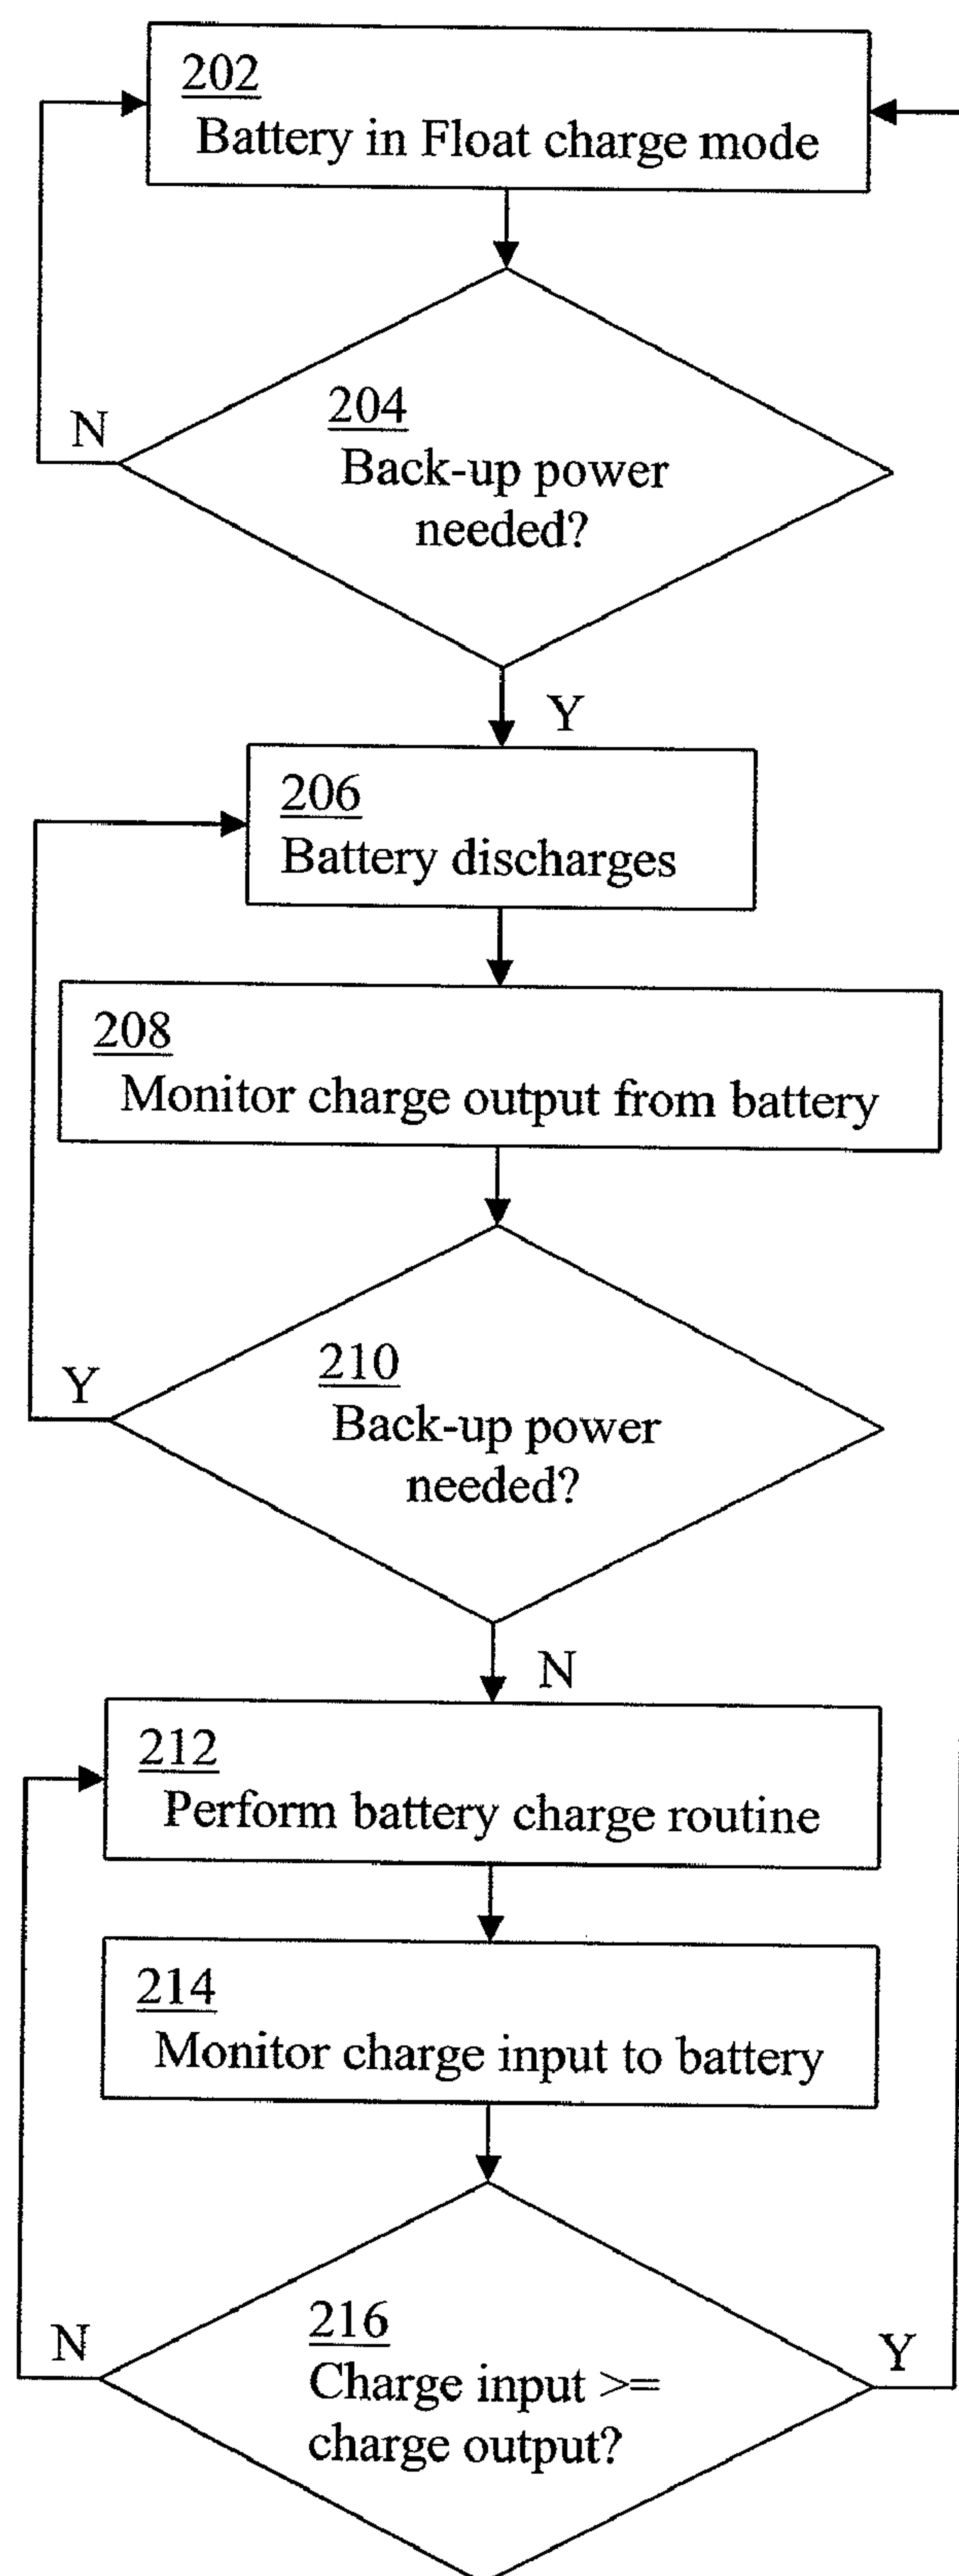 202
Battery in Float charge mode
N
204
Back-up power
needed?
Y
206
Battery discharges
208
Monitor charge output from battery
Y
210
Back-up power
needed?
N
212
Perform battery charge routine
214
Monitor charge input to battery
N
216
Charge input >=
charge output?
Y